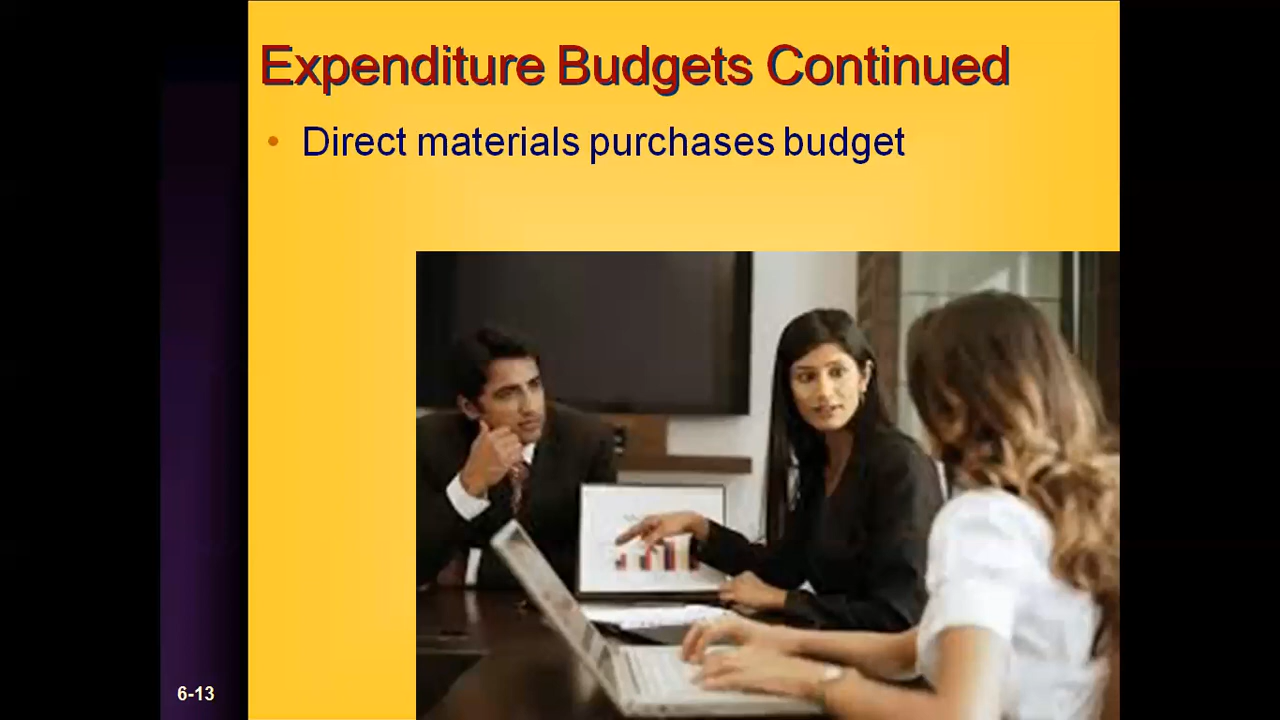 Expenditure Budgets Continued
• Direct materials purchases budget
6-13